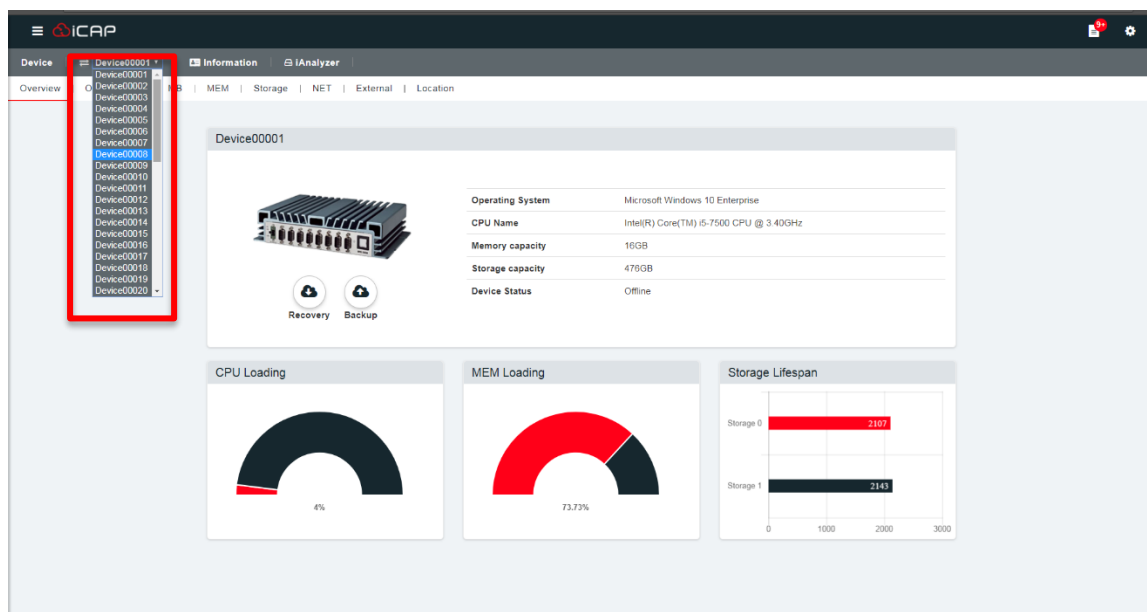 iCAP
9+
Device Device00001 Information iAnalyzer
Device00001
Device00002
Device00003
Device00004
Device00005
Device00006
Device00007
Device00008
Device00009
Device00010
Device00011
Device00012
Device00013
Device00014
Device00015
Device00016
Device00017
Device00018
Device00019
Device00020
Overview | MEM | Storage | NET | External | Location
Device00001
Operating System Microsoft Windows 10 Enterprise
CPU Name Intel(R) Core(TM) i5-7500 CPU @ 3.40GHz
Memory capacity 16GB
Storage capacity 476GB
Device Status Offline
Recovery Backup
CPU Loading
4%
MEM Loading
73.73%
Storage Lifespan
Storage 0 2107
Storage 1 2143
0 1000 2000 3000